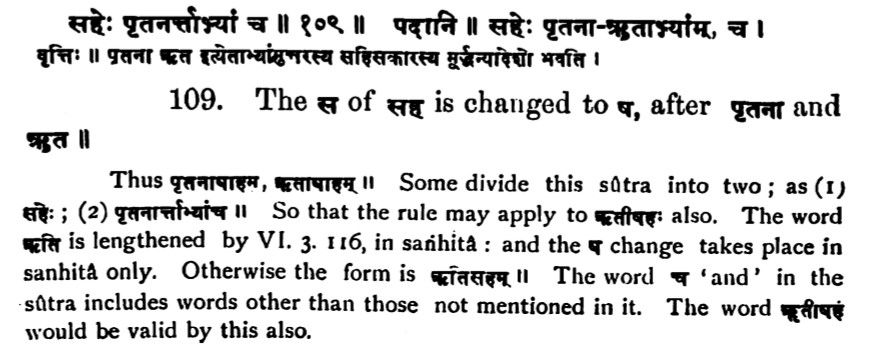 सहेः पृतनर्त्ताभ्यां च ॥ १०९ ॥ पदानि ॥ सहेः पृतना-ऋताभ्याम्, च ।
वृत्तिः ॥ पृतना ऋत इत्येताभ्यामुत्तरस्य सहिसकारस्य मूर्द्धन्यादेशो भवति ।
109. The स of सह् is changed to ष, after पृतना and
ऋत ॥
Thus पृतनाषाहम, ऋताषाहम् ॥ Some divide this sûtra into two ; as (1)
सहेः ; (2) पृतनार्त्ताभ्यांच ॥ So that the rule may apply to ऋतीषहः also. The word
ऋति is lengthened by VI. 3. 116, in saṅhitâ : and the ष change takes place in
sanhitâ only. Otherwise the form is ऋतिसहम् ॥ The word च 'and' in the
sûtra includes words other than those not mentioned in it. The word ऋतीषहं
would be valid by this also.